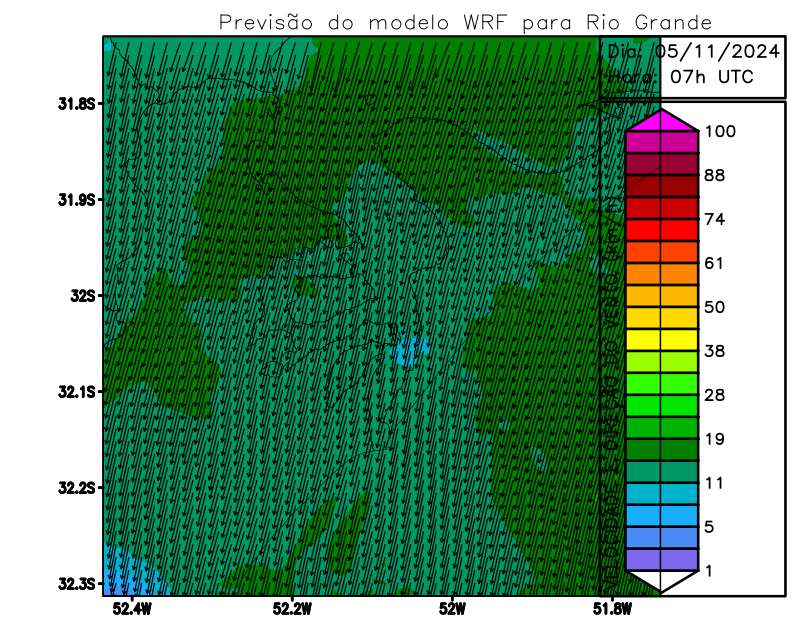 Previsão do modelo WRF para Rio Grande
Dia: 05/11/2024
Hora: 07h UTC
31.8S
31.9S
32S
32.1S
32.2S
32.3S
52.4W
52.2W
52W
51.8W
VELOCIDADE E DIREÇÃO DO VENTO (km/h)
100
88
74
61
50
38
28
19
11
5
1